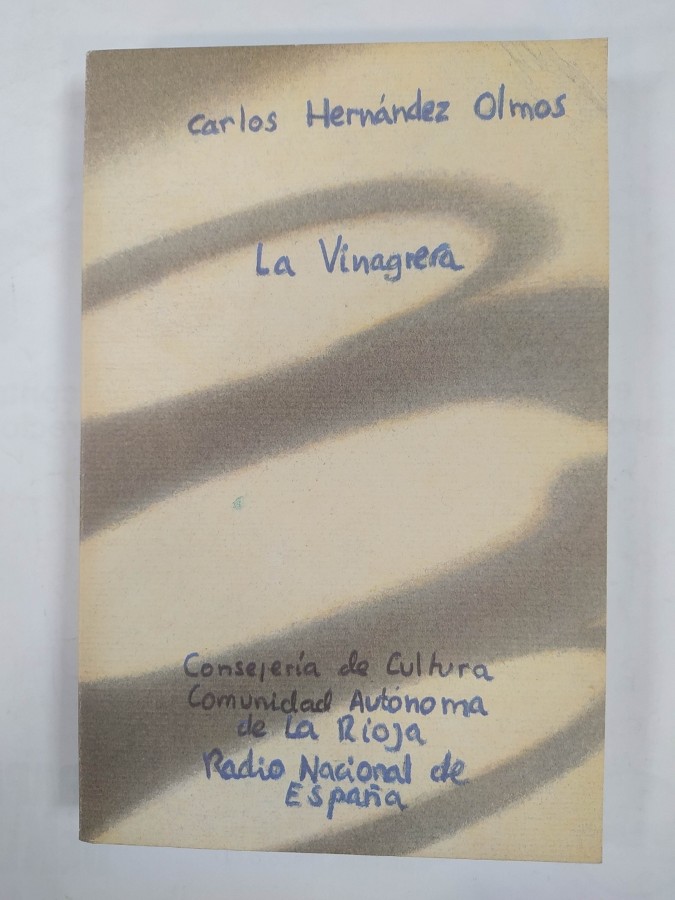 Carlos Hernández Olmos
La Vinagrera
Consejería de Cultura
Comunidad Autónoma
de La Rioja
Radio Nacional de
España